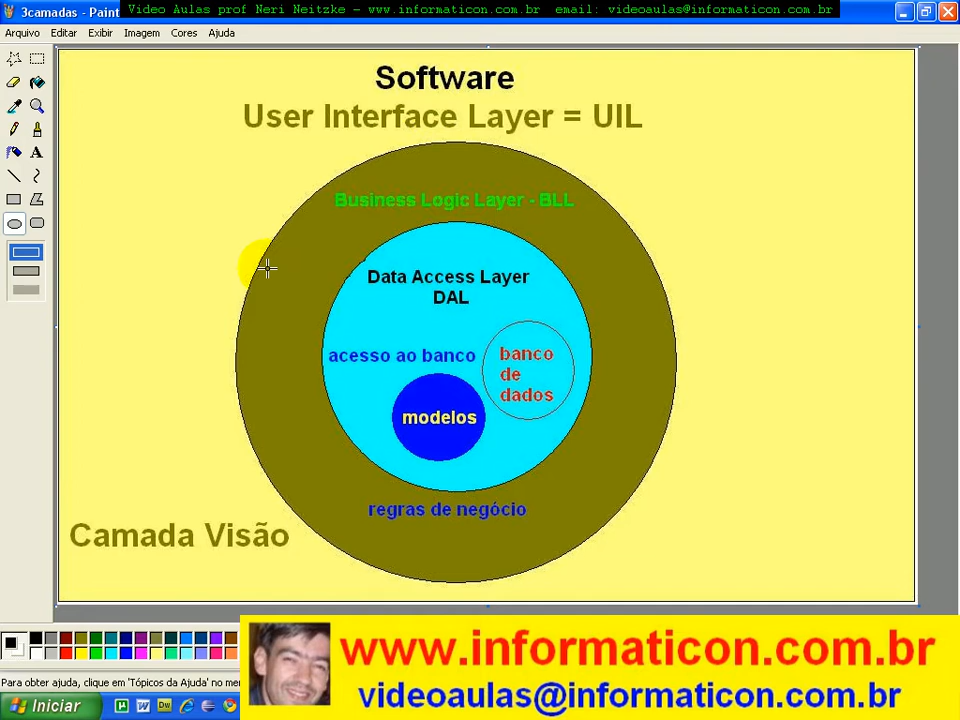 3camadas - Paint
Video Aulas prof Neri Neitzke - www.informaticon.com.br email: videoaulas@informaticon.com.br
Arquivo Editar Exibir Imagem Cores Ajuda
Software
User Interface Layer = UIL
Business Logic Layer - BLL
Data Access Layer
DAL
acesso ao banco
banco
de
dados
modelos
regras de negócio
Camada Visão
www.informaticon.com.br
videoaulas@informaticon.com.br
Para obter ajuda, clique em 'Tópicos da Ajuda' no me
Iniciar